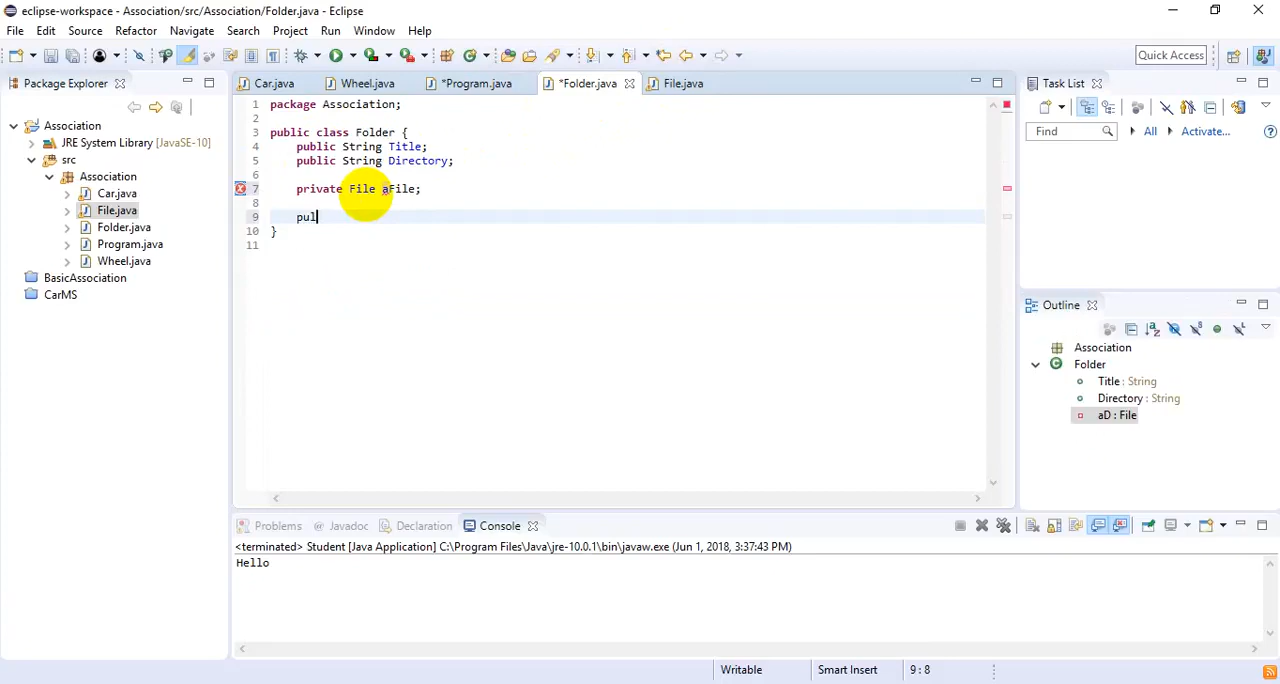 eclipse-workspace - Association/src/Association/Folder.java - Eclipse
File Edit Source Refactor Navigate Search Project Run Window Help
Quick Access
Package Explorer
Car.java Wheel.java *Program.java *Folder.java File.java
Task List
Association
JRE System Library [JavaSE-10]
src
Association
Car.java
File.java
Folder.java
Program.java
Wheel.java
BasicAssociation
CarMS
1 package Association;
2
3 public class Folder {
4 public String Title;
5 public String Directory;
6
7 private File aFile;
8
9 pul
10 }
11
Find All Activate...
Outline
Association
Folder
Title : String
Directory : String
aD : File
Problems Javadoc Declaration Console
<terminated> Student [Java Application] C:\Program Files\Java\jre-10.0.1\bin\javaw.exe (Jun 1, 2018, 3:37:43 PM)
Hello
Writable Smart Insert 9 : 8